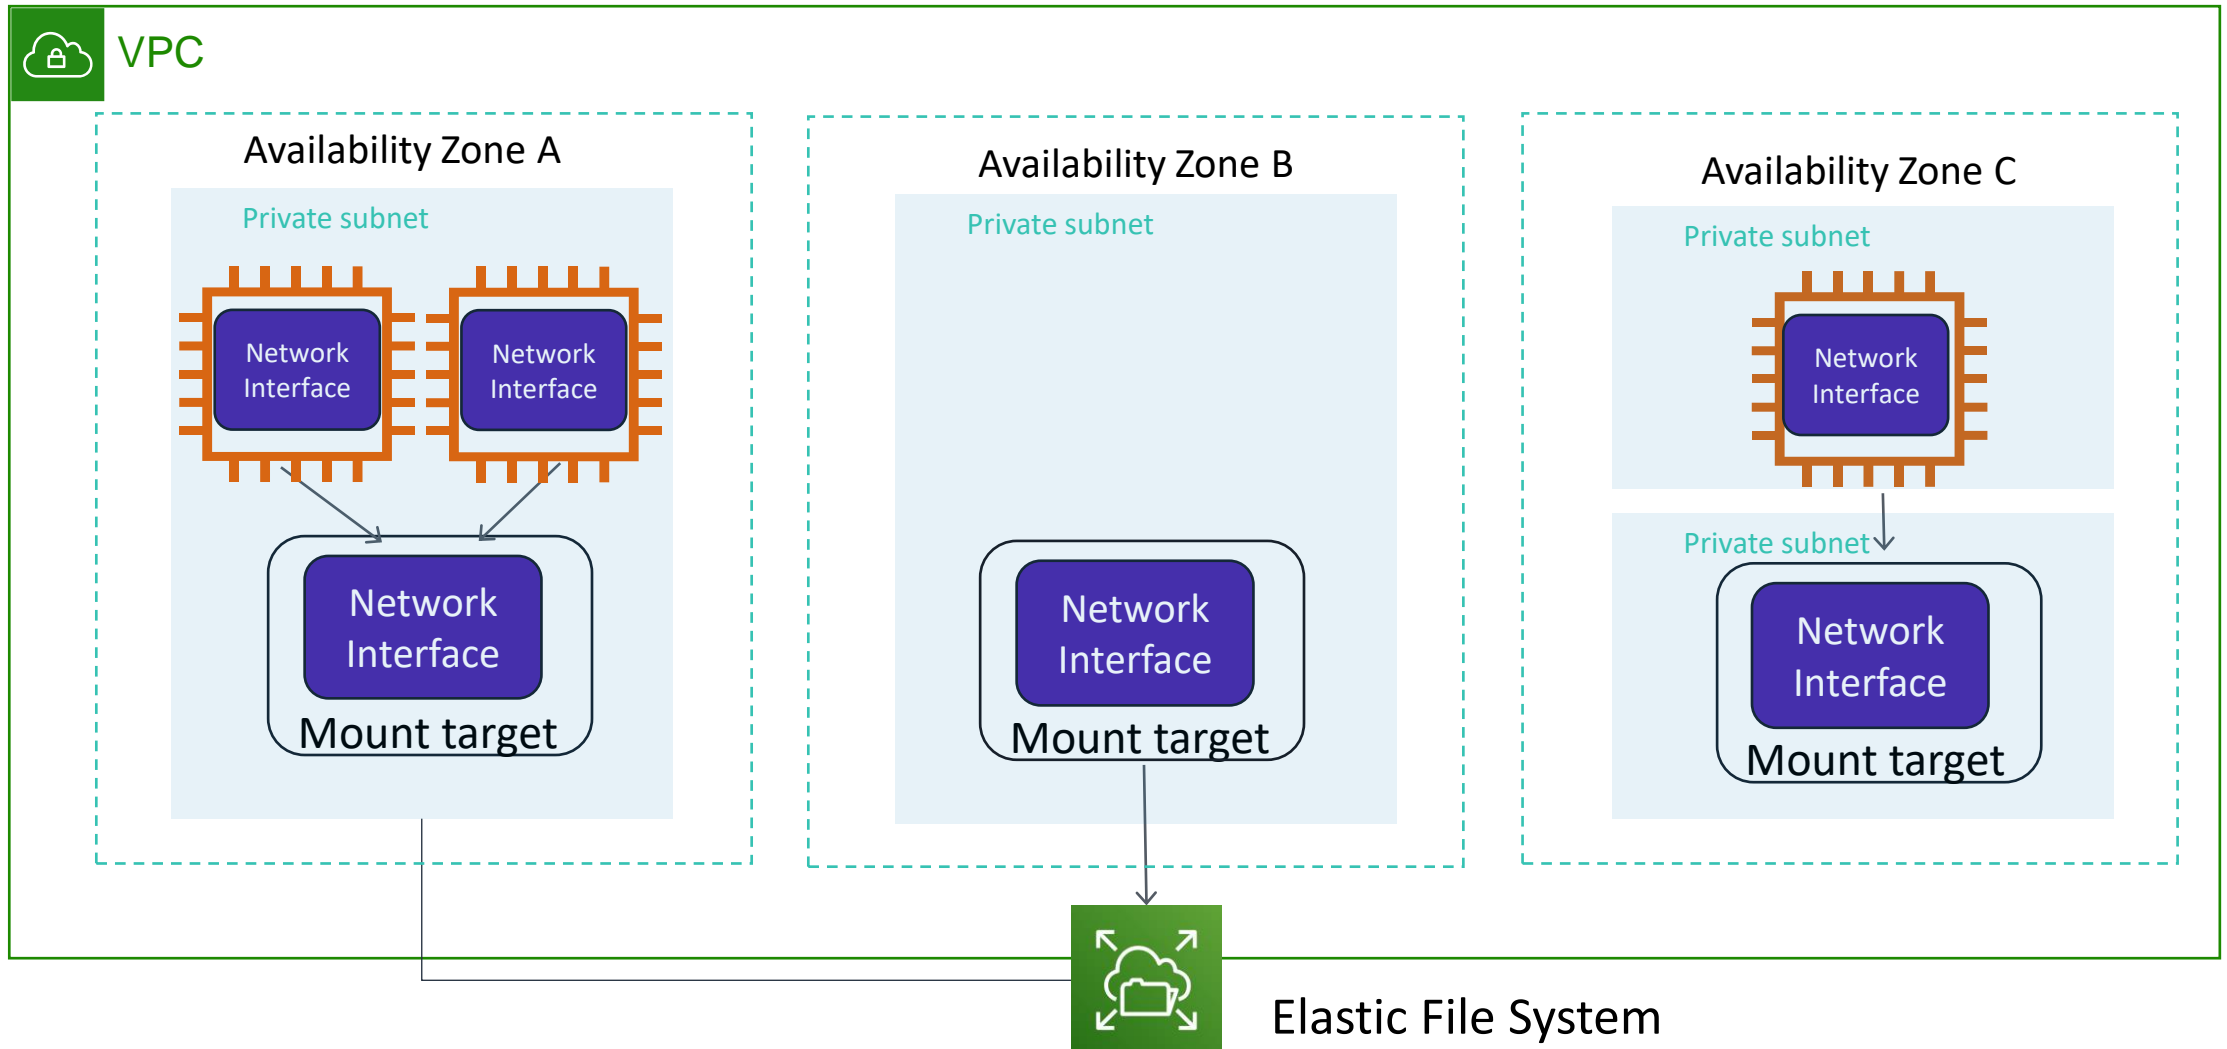 VPC
Availability Zone A
Private subnet
Network
Interface
Network
Interface
Network
Interface
Mount target
Availability Zone B
Private subnet
Network
Interface
Mount target
Availability Zone C
Private subnet
Network
Interface
Private subnet
Network
Interface
Mount target
Elastic File System